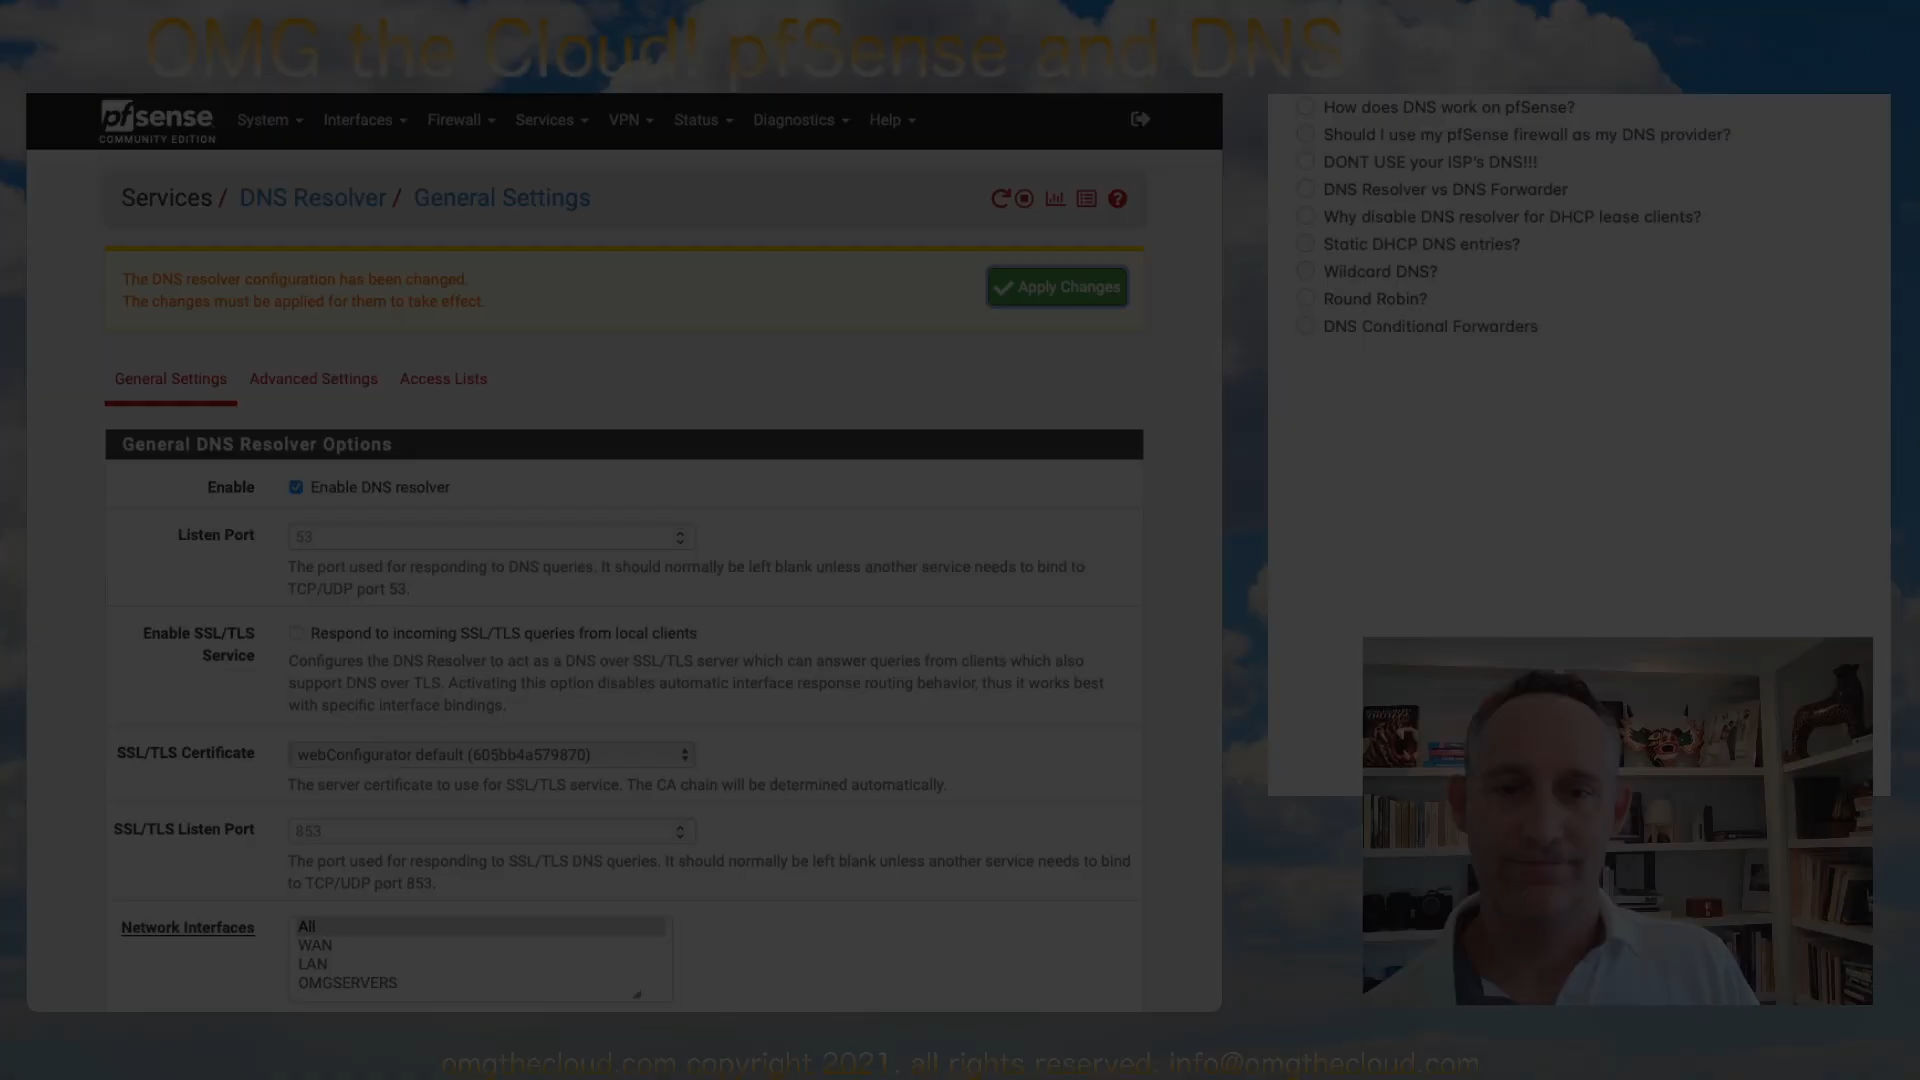 OMG the Cloud! pfSense and DNS
pfsense
COMMUNITY EDITION
System
Interfaces
Firewall
Services
VPN
Status
Diagnostics
Help
Services / DNS Resolver / General Settings
The DNS resolver configuration has been changed.
The changes must be applied for them to take effect.
Apply Changes
General Settings
Advanced Settings
Access Lists
General DNS Resolver Options
Enable
Enable DNS resolver
Listen Port
53
The port used for responding to DNS queries. It should normally be left blank unless another service needs to bind to
TCP/UDP port 53.
Enable SSL/TLS
Service
Respond to incoming SSL/TLS queries from local clients
Configures the DNS Resolver to act as a DNS over SSL/TLS server which can answer queries from clients which also
support DNS over TLS. Activating this option disables automatic interface response routing behavior, thus it works best
with specific interface bindings.
SSL/TLS Certificate
webConfigurator default (605bb4a579870)
The server certificate to use for SSL/TLS service. The CA chain will be determined automatically.
SSL/TLS Listen Port
853
The port used for responding to SSL/TLS DNS queries. It should normally be left blank unless another service needs to bind
to TCP/UDP port 853.
Network Interfaces
All
WAN
LAN
OMGSERVERS
How does DNS work on pfSense?
Should I use my pfSense firewall as my DNS provider?
DONT USE your ISP's DNS!!!
DNS Resolver vs DNS Forwarder
Why disable DNS resolver for DHCP lease clients?
Static DHCP DNS entries?
Wildcard DNS?
Round Robin?
DNS Conditional Forwarders
omgthecloud.com copyright 2021. all rights reserved. info@omgthecloud.com